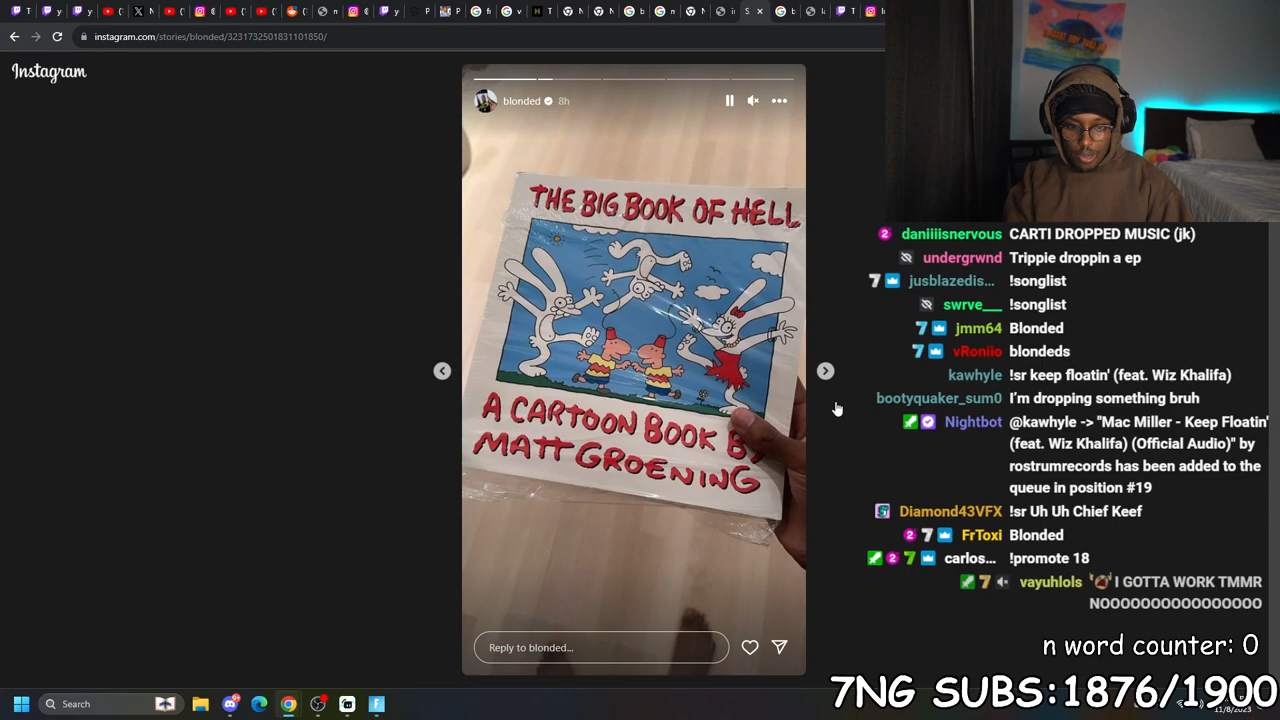 instagram.com/stories/blonded/3231732501831101850/
Instagram
blonded 8h
THE BIG BOOK OF HELL
A CARTOON BOOK BY
MATT GROENING
Reply to blonded...
daniiisnervous CARTI DROPPED MUSIC (jk)
undergrwnd Trippie droppin a ep
jusblazedis... !songlist
swrve___ !songlist
jmm64 Blonded
vRoniio blondeds
kawhyle !sr keep floatin' (feat. Wiz Khalifa)
bootyquaker_sum0 I'm dropping something bruh
Nightbot @kawhyle -> "Mac Miller - Keep Floatin'
(feat. Wiz Khalifa) (Official Audio)" by
rostrumrecords has been added to the
queue in position #19
Diamond43VFX !sr Uh Uh Chief Keef
FrToxi Blonded
carlos... !promote 18
vayuhlols I GOTTA WORK TMMR
NOOOOOOOOOOOOOOOO
n word counter: 0
7NG SUBS:1876/1900
Search
11/8/2023